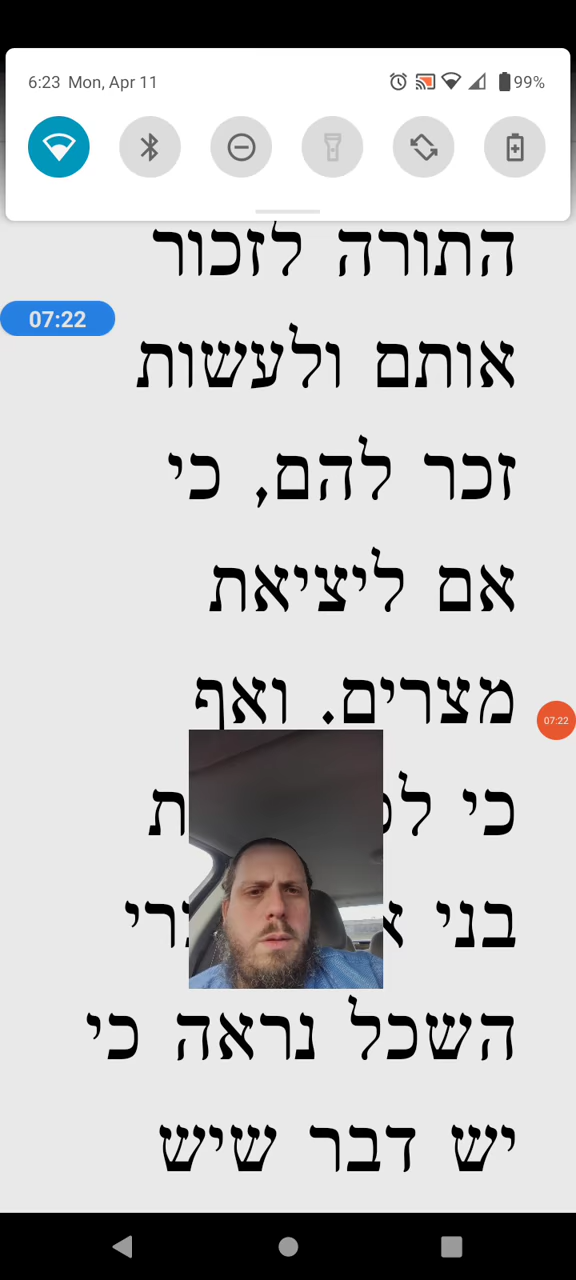 6:23 Mon, Apr 11 99%
התורה לזכור
07:22
אותם ולעשות
זכר להם, כי
אם ליציאת
מצרים. ואף
07:22
כי
בני
השכל נראה כי
יש דבר שיש